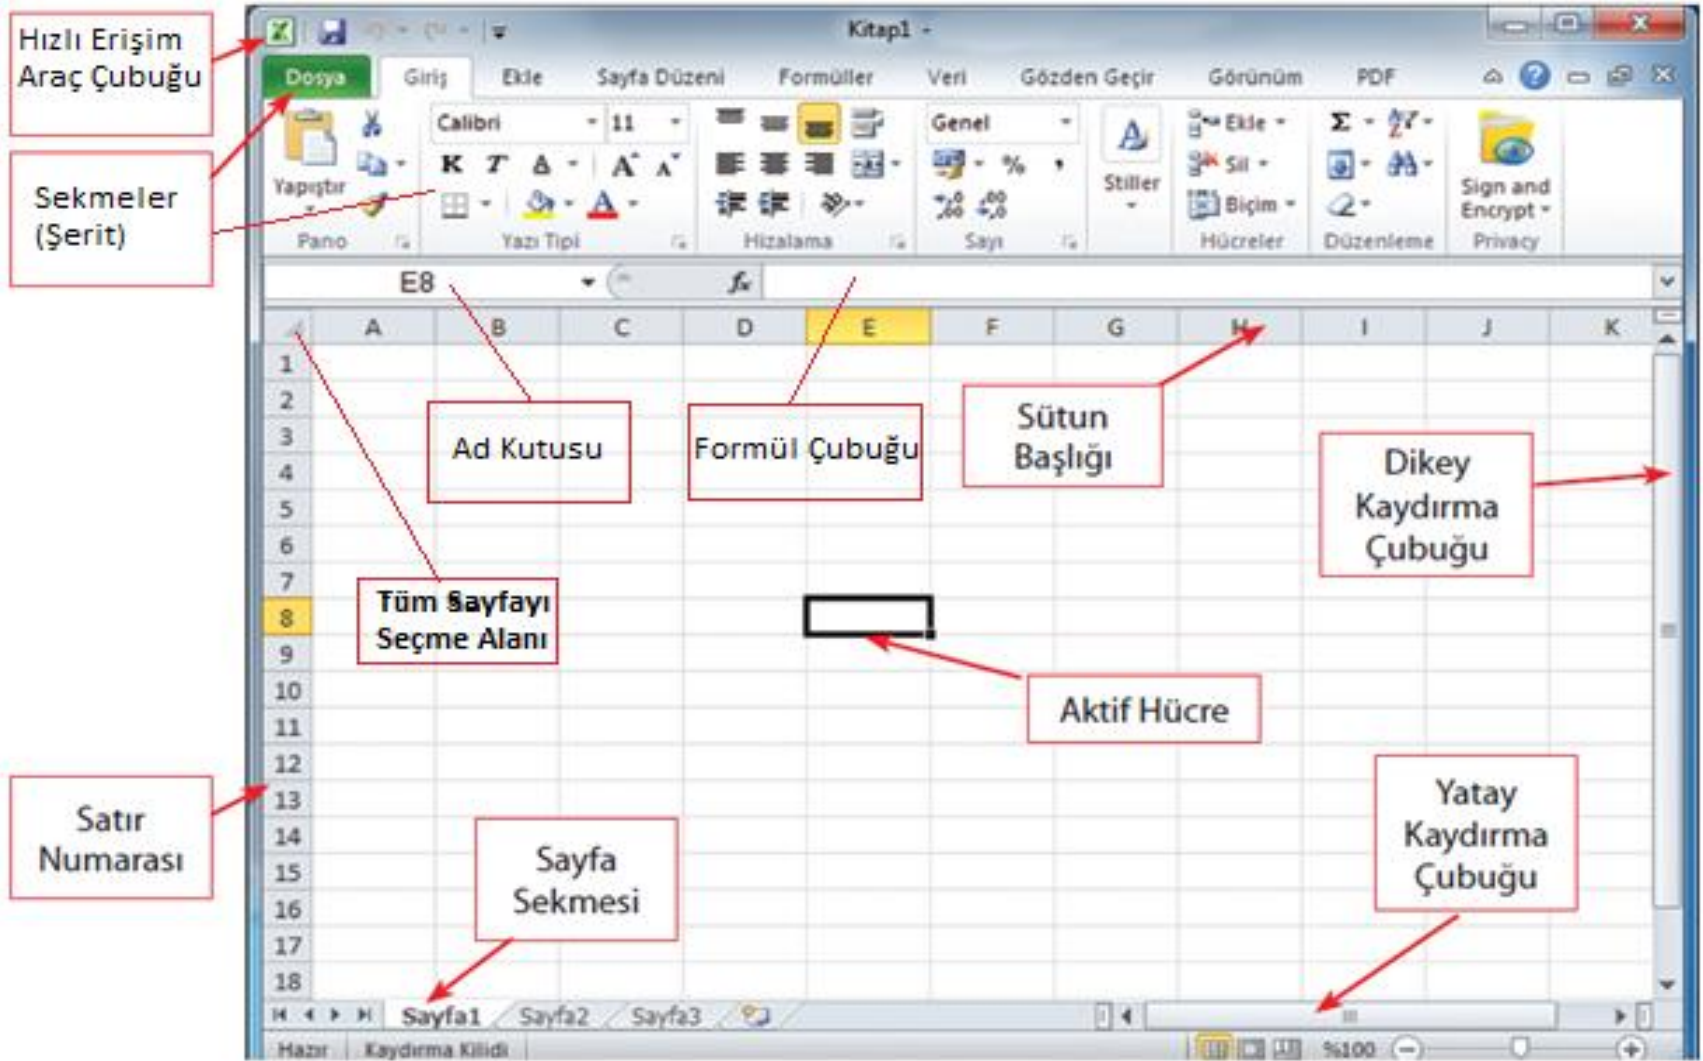 Hızlı Erişim
Araç Çubuğu
Sekmeler
(Şerit)
Kitap1 -
Dosya Giriş Ekle Sayfa Düzeni Formüller Veri Gözden Geçir Görünüm PDF
Calibri 11 Genel Ekle Σ
K T A A A % , Sil
Yapıştır Stiller Sign and
A ,00 ,00 Biçim Encrypt
Pano Yazı Tipi Hizalama Sayı Hücreler Düzenleme Privacy
E8 fx
A B C D E F G H I J K
1
2
3
4
5
6
7
8
9
10
11
12
13
14
15
16
17
18
Ad Kutusu
Formül Çubuğu
Sütun
Başlığı
Dikey
Kaydırma
Çubuğu
Tüm Sayfayı
Seçme Alanı
Aktif Hücre
Satır
Numarası
Sayfa
Sekmesi
Yatay
Kaydırma
Çubuğu
Sayfa1 Sayfa2 Sayfa3
Hazır Kaydırma Kilidi %100